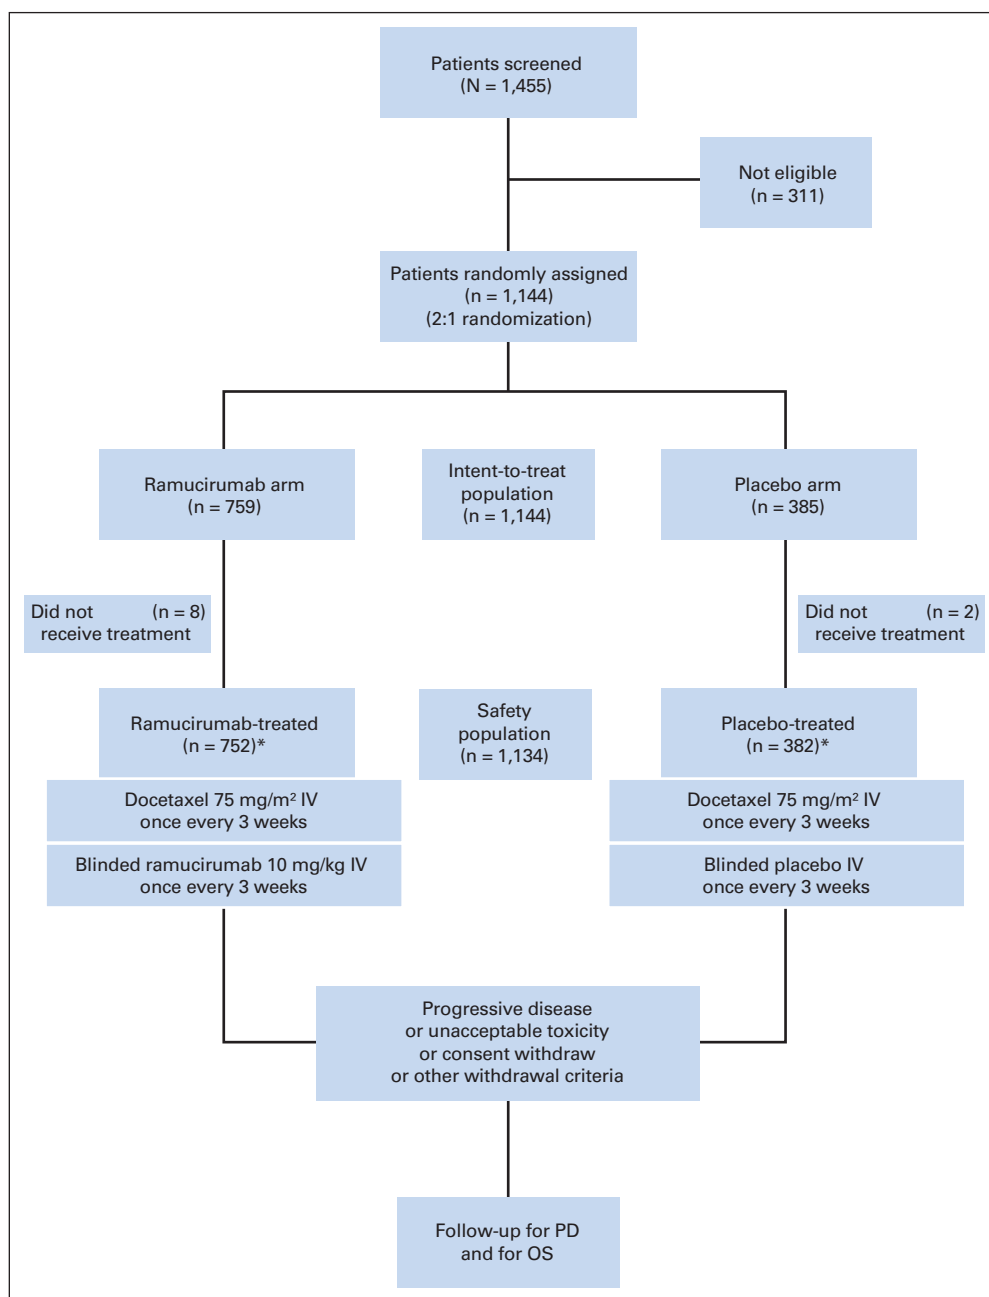 Patients screened
(N = 1,455)
Not eligible
(n = 311)
Patients randomly assigned
(n = 1,144)
(2:1 randomization)
Ramucirumab arm
(n = 759)
Intent-to-treat
population
(n = 1,144)
Placebo arm
(n = 385)
Did not (n = 8)
receive treatment
Did not (n = 2)
receive treatment
Ramucirumab-treated
(n = 752)*
Safety
population
(n = 1,134)
Placebo-treated
(n = 382)*
Docetaxel 75 mg/m² IV
once every 3 weeks
Docetaxel 75 mg/m² IV
once every 3 weeks
Blinded ramucirumab 10 mg/kg IV
once every 3 weeks
Blinded placebo IV
once every 3 weeks
Progressive disease
or unacceptable toxicity
or consent withdraw
or other withdrawal criteria
Follow-up for PD
and for OS